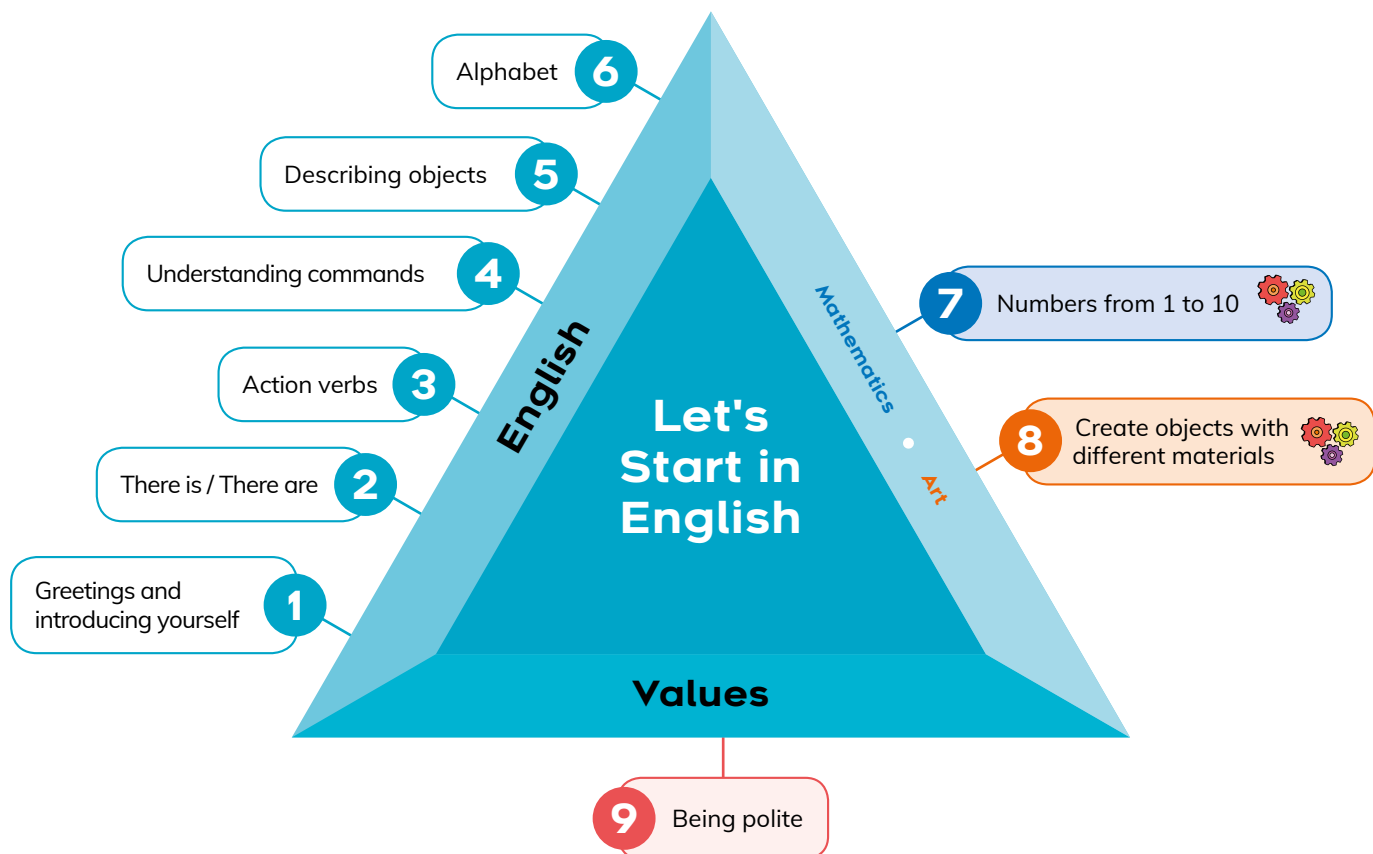 6
Alphabet
5
Describing objects
4
Understanding commands
3
Action verbs
2
There is / There are
1
Greetings and
introducing yourself
English
Let's
Start in
English
Mathematics
Art
7
Numbers from 1 to 10
8
Create objects with
different materials
Values
9
Being polite